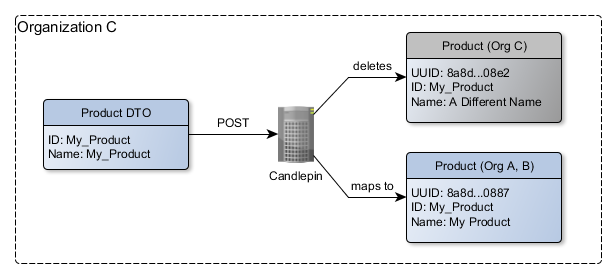 Organization C
Product DTO
ID: My_Product
Name: My_Product
POST
Candlepin
deletes
Product (Org C)
UUID: 8a8d...08e2
ID: My_Product
Name: A Different Name
maps to
Product (Org A, B)
UUID: 8a8d...0887
ID: My_Product
Name: My Product